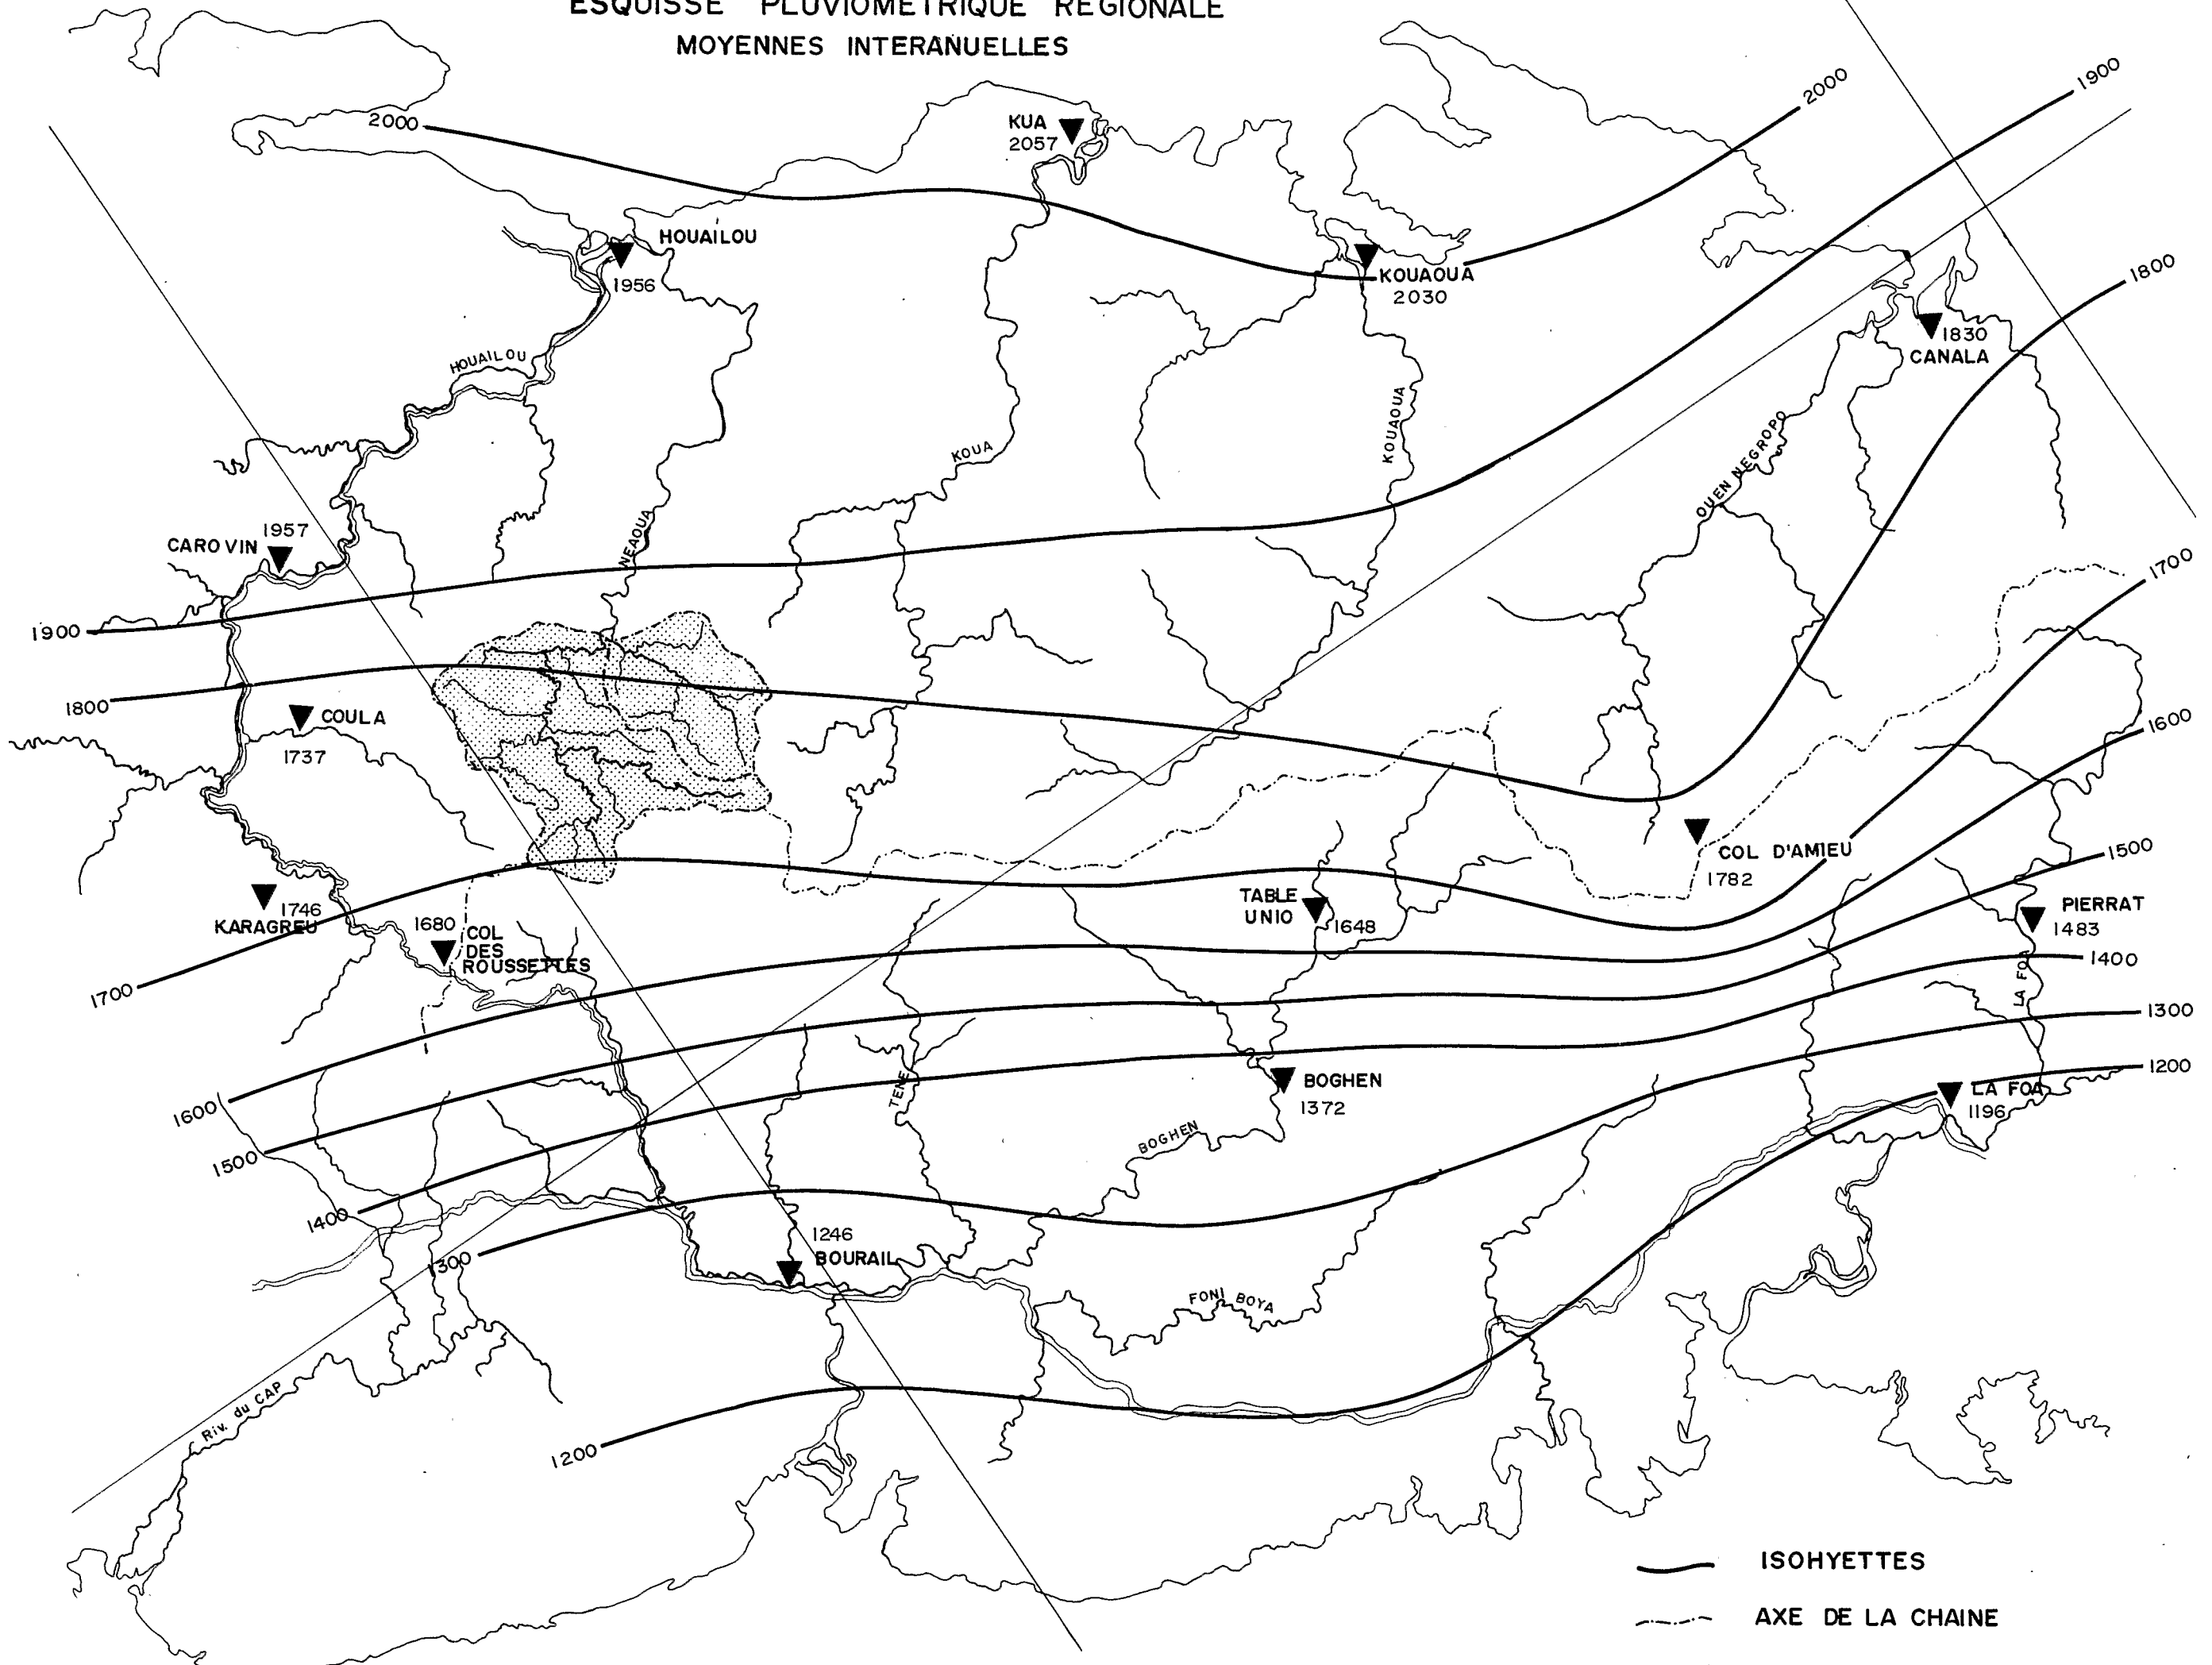 ESQUISSE PLUVIOMETRIQUE REGIONALE
MOYENNES INTERANUELLES
2000
1900
2000
KUA
2057
HOUAÏLOU
1956
KOUAOUA
2030
1800
1830
CANALA
HOUAILOU
KOUAOUA
OUEN NEGROPO
KOUA
NEAOUA
1957
CAROVIN
1700
1900
1800
COULA
1737
1600
COL D'AMIEU
1782
1500
TABLE
UNIO
1648
PIERRAT
1483
1746
KARAGREU
1680
COL
DES
ROUSSETTES
1400
LA FOA
1700
1300
1200
BOGHEN
1372
TENE
LA FOA
1196
1600
1500
BOGHEN
1400
1246
BOURAIL
1300
FONI BOYA
Riv. du CAP
1200
ISOHYETTES
AXE DE LA CHAINE